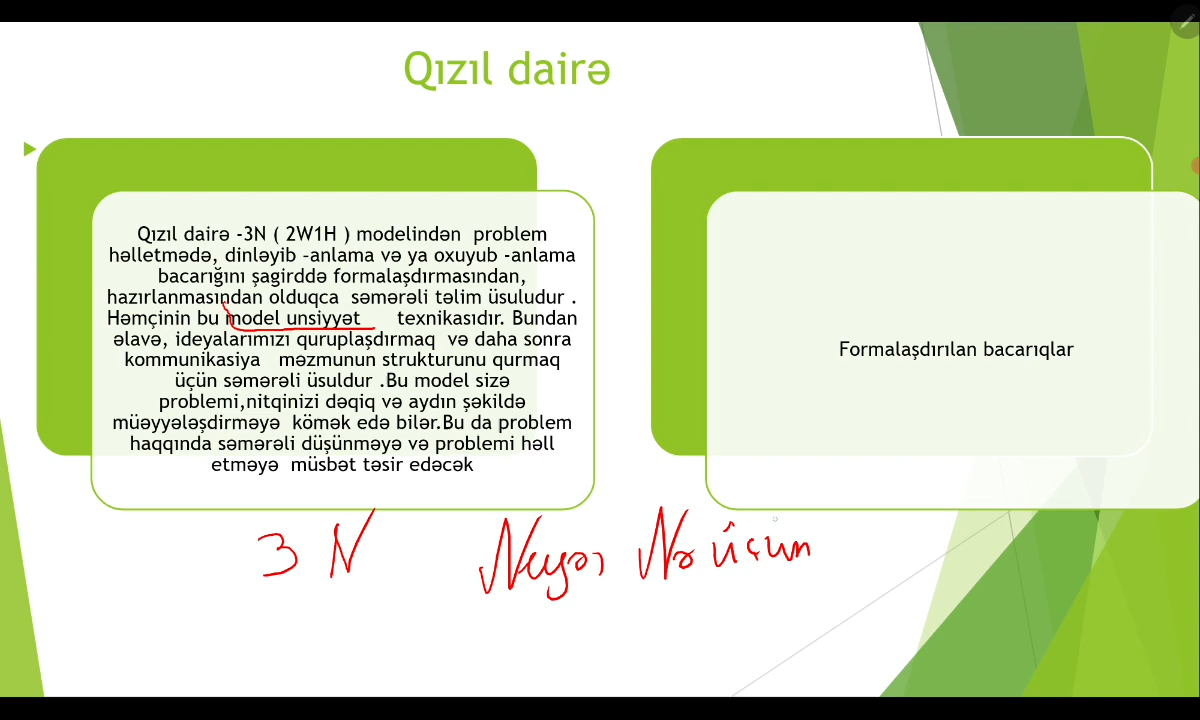 Qızıl dairə
Qızıl dairə -3N ( 2W1H ) modelindən problem
həlletmədə, dinləyib –anlama və ya oxuyub -anlama
bacarığını şagirddə formalaşdırmasından,
hazırlanmasından olduqca səmərəli təlim üsuludur .
Həmçinin bu model unsiyyət texnikasıdır. Bundan
əlavə, ideyalarımızı quruplaşdırmaq və daha sonra
kommunikasiya məzmunun strukturunu qurmaq
üçün səmərəli üsuldur .Bu model sizə
problemi,nitqinizi dəqiq və aydın şəkildə
müəyyələşdirməyə kömək edə bilər.Bu da problem
haqqında səmərəli düşünməyə və problemi həll
etməyə müsbət təsir edəcək
Formalaşdırılan bacarıqlar
3 N Nə üçün